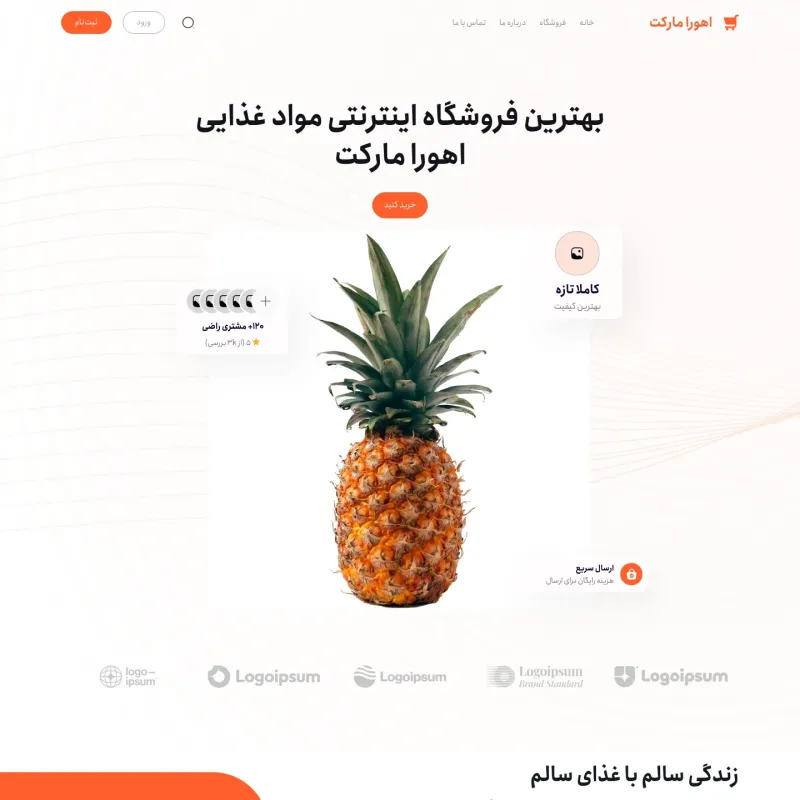 اهورا مارکت
خانه
فروشگاه
درباره ما
تماس با ما
ورود
ثبت نام
بهترین فروشگاه اینترنتی مواد غذایی
اهورا مارکت
خرید کنید
کاملا تازه
بهترین کیفیت
۱۲۰+ مشتری راضی
۵ (از ۳k بررسی)
ارسال سریع
هزینه رایگان برای ارسال
Logoipsum
Logoipsum
Brand Standard
Logoipsum
Logoipsum
logo—
ipsum
زندگی سالم با غذای سالم